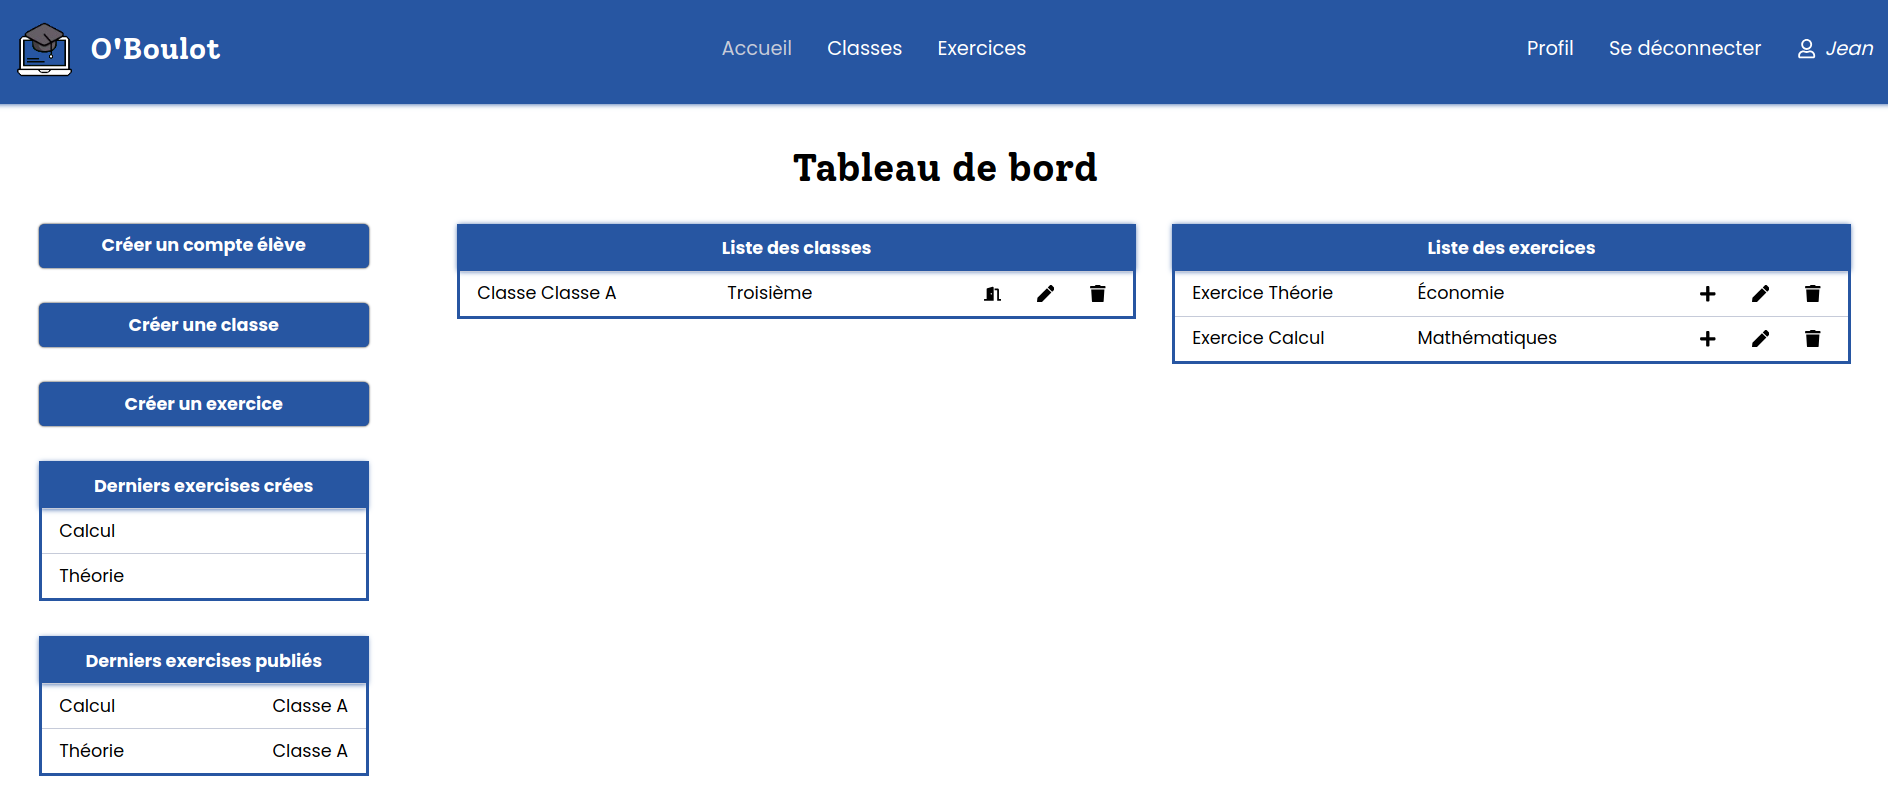 O'Boulot
Accueil Classes Exercices
Profil Se déconnecter Jean
Tableau de bord
Créer un compte élève
Créer une classe
Créer un exercice
Derniers exercises crées
Calcul
Théorie
Derniers exercises publiés
Calcul Classe A
Théorie Classe A
Liste des classes
Classe Classe A Troisième
Liste des exercices
Exercice Théorie Économie
Exercice Calcul Mathématiques